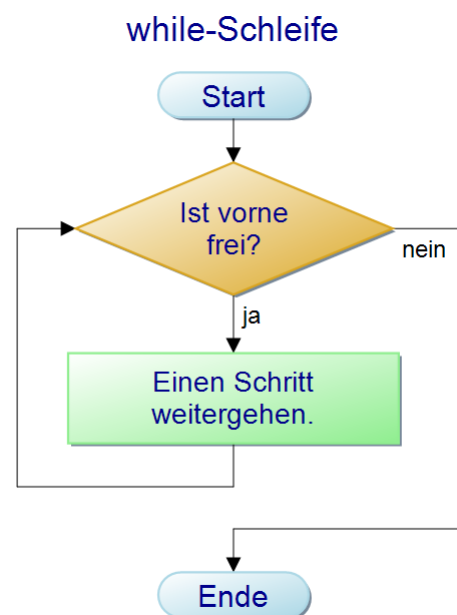 while-Schleife
Start
Ist vorne
frei?
nein
ja
Einen Schritt
weitergehen.
Ende